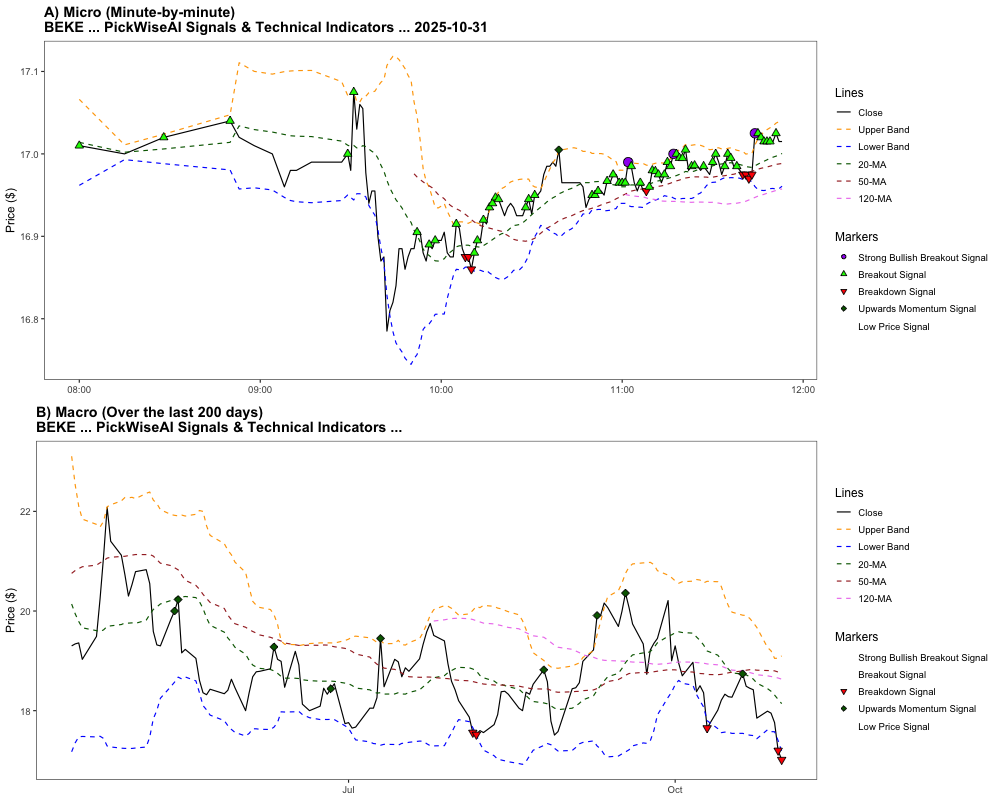 A) Micro (Minute-by-minute)
BEKE ... PickWiseAI Signals & Technical Indicators ... 2025-10-31
Price ($)
17.1
17.0
16.9
16.8
08:00
09:00
10:00
11:00
12:00
Lines
Close
Upper Band
Lower Band
20-MA
50-MA
120-MA
Markers
Strong Bullish Breakout Signal
Breakout Signal
Breakdown Signal
Upwards Momentum Signal
Low Price Signal
B) Macro (Over the last 200 days)
BEKE ... PickWiseAI Signals & Technical Indicators ...
Price ($)
22
20
18
Jul
Oct
Lines
Close
Upper Band
Lower Band
20-MA
50-MA
120-MA
Markers
Strong Bullish Breakout Signal
Breakout Signal
Breakdown Signal
Upwards Momentum Signal
Low Price Signal